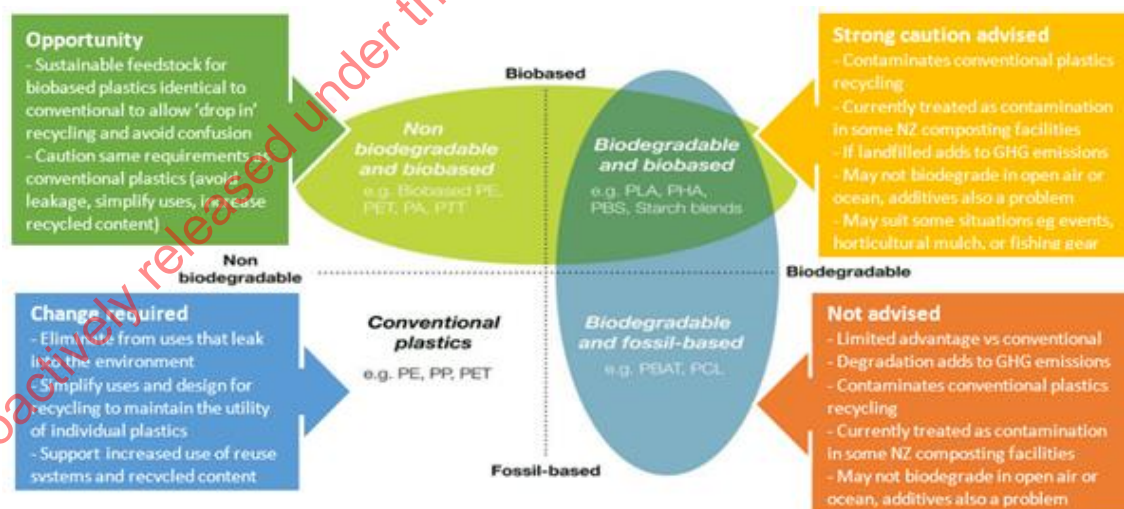 Opportunity
- Sustainable feedstock for
biobased plastics identical to
conventional to allow 'drop in'
recycling and avoid confusion
- Caution same requirements as
conventional plastics (avoid
leakage, simplify uses, increase
recycled content)
Strong caution advised
- Contaminates conventional plastics
recycling
- Currently treated as contamination
in some NZ composting facilities
- If landfilled adds to GHG emissions
- May not biodegrade in open air or
ocean, additives also a problem
- May suit some situations eg events,
horticultural mulch, or fishing gear
Biobased
Non
biodegradable
and biobased
e.g. Biobased PE,
PET, PA, PTT
Biodegradable
and biobased
e.g. PLA, PHA,
PBS, Starch blends
Non
biodegradable
Biodegradable
Change required
- Eliminate from uses that leak
into the environment
- Simplify uses and design for
recycling to maintain the utility
of individual plastics
- Support increased use of reuse
systems and recycled content
Conventional
plastics
e.g. PE, PP, PET
Biodegradable
and fossil-based
e.g. PBAT, PCL
Fossil-based
Not advised
- Limited advantage vs conventional
- Degradation adds to GHG emissions
- Contaminates conventional plastics
recycling
- Currently treated as contamination
in some NZ composting facilities
- May not biodegrade in open air or
ocean, additives also a problem
oactively released under th